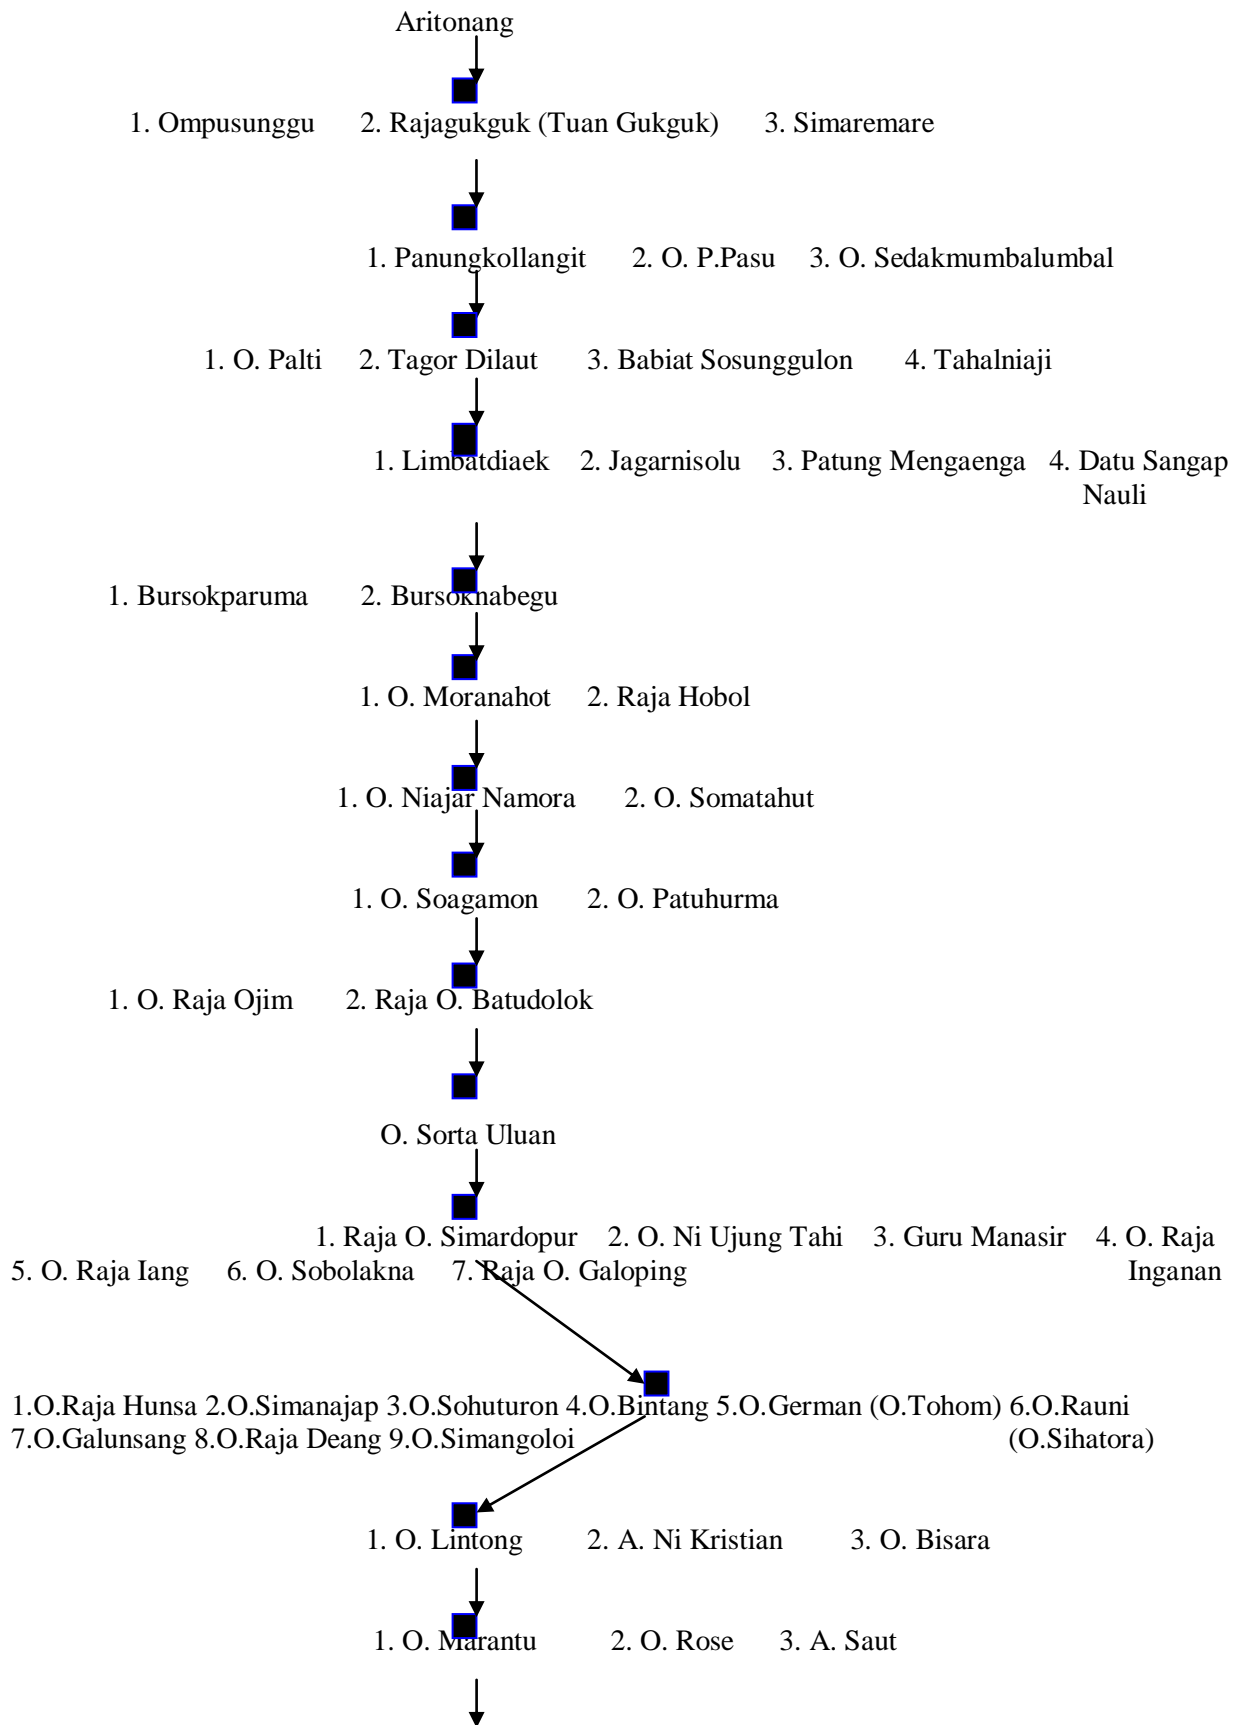 Aritonang
1. Ompusunggu 2. Rajagukguk (Tuan Gukguk) 3. Simaremare
1. Panungkollangit 2. O. P.Pasu 3. O. Sedakmumbalumbal
1. O. Palti 2. Tagor Dilaut 3. Babiat Sosunggulon 4. Tahalniaji
1. Limbatdiaek 2. Jagarnisolu 3. Patung Mengaenga 4. Datu Sangap
Nauli
1. Bursokparuma 2. Bursoknabegu
1. O. Moranahot 2. Raja Hobol
1. O. Niajar Namora 2. O. Somatahut
1. O. Soagamon 2. O. Patuhurma
1. O. Raja Ojim 2. Raja O. Batudolok
O. Sorta Uluan
1. Raja O. Simardopur 2. O. Ni Ujung Tahi 3. Guru Manasir 4. O. Raja
5. O. Raja Iang 6. O. Sobolakna 7. Raja O. Galoping Inganan
1.O.Raja Hunsa 2.O.Simanajap 3.O.Sohuturon 4.O.Bintang 5.O.German (O.Tohom) 6.O.Rauni
7.O.Galunsang 8.O.Raja Deang 9.O.Simangoloi (O.Sihatora)
1. O. Lintong 2. A. Ni Kristian 3. O. Bisara
1. O. Marantu 2. O. Rose 3. A. Saut